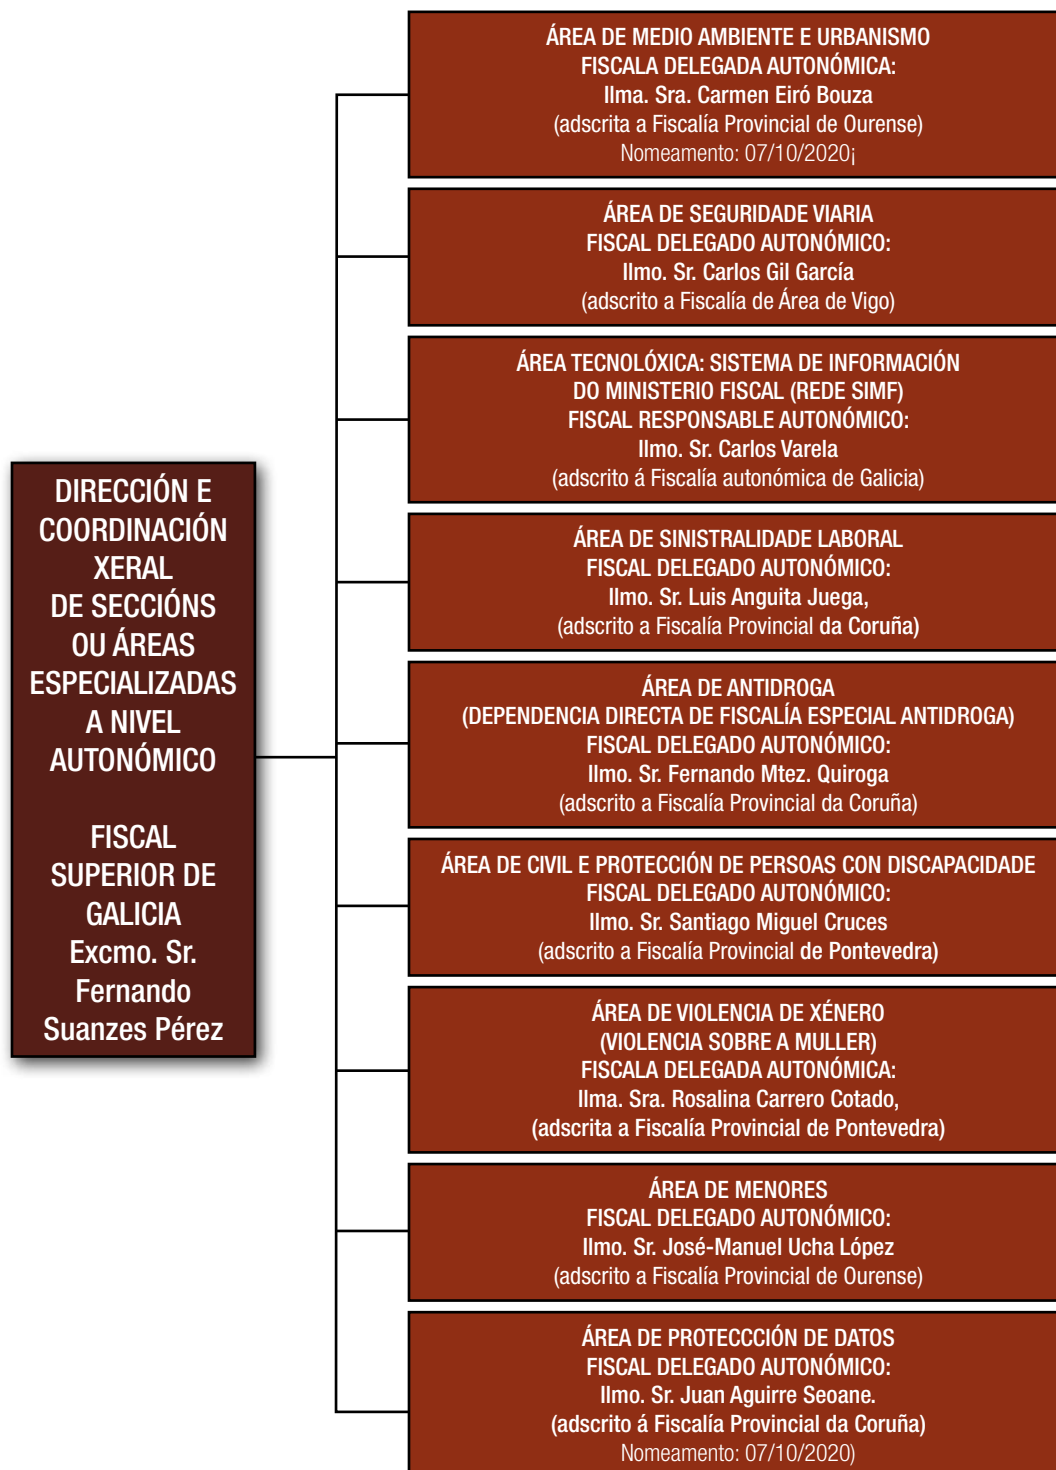 DIRECCIÓN E
COORDINACIÓN
XERAL
DE SECCIÓNS
OU ÁREAS
ESPECIALIZADAS
A NIVEL
AUTONÓMICO
FISCAL
SUPERIOR DE
GALICIA
Excmo. Sr.
Fernando
Suanzes Pérez
ÁREA DE MEDIO AMBIENTE E URBANISMO
FISCALA DELEGADA AUTONÓMICA:
Ilma. Sra. Carmen Eiró Bouza
(adscrita a Fiscalía Provincial de Ourense)
Nomeamento: 07/10/2020¡
ÁREA DE SEGURIDADE VIARIA
FISCAL DELEGADO AUTONÓMICO:
Ilmo. Sr. Carlos Gil García
(adscrito a Fiscalía de Área de Vigo)
ÁREA TECNOLÓXICA: SISTEMA DE INFORMACIÓN
DO MINISTERIO FISCAL (REDE SIMF)
FISCAL RESPONSABLE AUTONÓMICO:
Ilmo. Sr. Carlos Varela
(adscrito á Fiscalía autonómica de Galicia)
ÁREA DE SINISTRALIDADE LABORAL
FISCAL DELEGADO AUTONÓMICO:
Ilmo. Sr. Luis Anguita Juega,
(adscrito a Fiscalía Provincial da Coruña)
ÁREA DE ANTIDROGA
(DEPENDENCIA DIRECTA DE FISCALÍA ESPECIAL ANTIDROGA)
FISCAL DELEGADO AUTONÓMICO:
Ilmo. Sr. Fernando Mtez. Quiroga
(adscrito a Fiscalía Provincial da Coruña)
ÁREA DE CIVIL E PROTECCIÓN DE PERSOAS CON DISCAPACIDADE
FISCAL DELEGADO AUTONÓMICO:
Ilmo. Sr. Santiago Miguel Cruces
(adscrito a Fiscalía Provincial de Pontevedra)
ÁREA DE VIOLENCIA DE XÉNERO
(VIOLENCIA SOBRE A MULLER)
FISCALA DELEGADA AUTONÓMICA:
Ilma. Sra. Rosalina Carrero Cotado,
(adscrita a Fiscalía Provincial de Pontevedra)
ÁREA DE MENORES
FISCAL DELEGADO AUTONÓMICO:
Ilmo. Sr. José-Manuel Ucha López
(adscrito a Fiscalía Provincial de Ourense)
ÁREA DE PROTECCCIÓN DE DATOS
FISCAL DELEGADO AUTONÓMICO:
Ilmo. Sr. Juan Aguirre Seoane.
(adscrito á Fiscalía Provincial da Coruña)
Nomeamento: 07/10/2020)